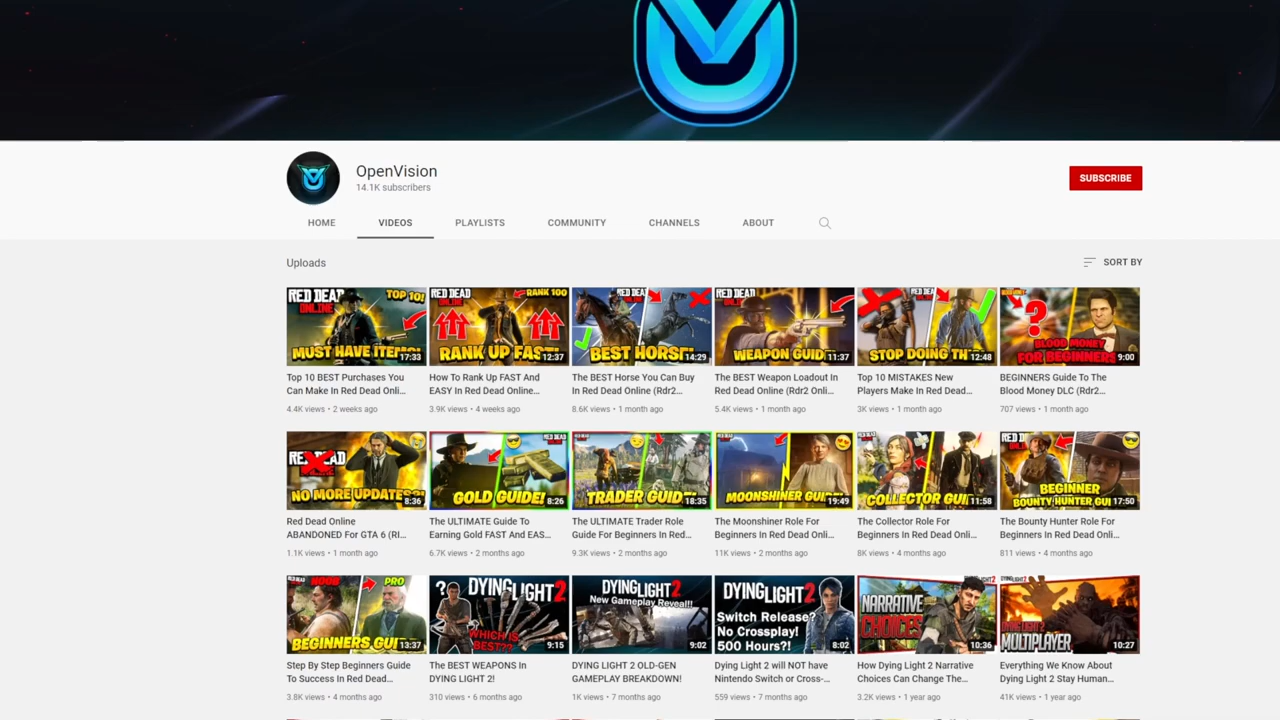 OpenVision
14.1K subscribers
SUBSCRIBE
HOME VIDEOS PLAYLISTS COMMUNITY CHANNELS ABOUT
Uploads
SORT BY
RED DEAD ONLINE TOP 10!
MUST HAVE ITEM
17:33
RANK 100
RANK UP FAS
12:37
RED DEAD ONLINE
BEST HORSE
14:29
RED DEAD ONLINE
WEAPON GUID
11:37
STOP DOING TH
12:48
?
BLOOD MONEY
FOR BEGINNERS
9:00
Top 10 BEST Purchases You
Can Make In Red Dead Onli...
4.4K views • 2 weeks ago
How To Rank Up FAST And
EASY In Red Dead Online...
3.9K views • 4 weeks ago
The BEST Horse You Can Buy
In Red Dead Online (Rdr2...
8.6K views • 1 month ago
The BEST Weapon Loadout In
Red Dead Online (Rdr2 Onli...
5.4K views • 1 month ago
Top 10 MISTAKES New
Players Make In Red Dead...
3K views • 1 month ago
BEGINNERS Guide To The
Blood Money DLC (Rdr2...
707 views • 1 month ago
NO MORE UPDATES
8:36
RED DEAD
GOLD GUIDE!
8:26
TRADER GUIDE
18:35
MOONSHINER GUI
19:49
COLLECTOR GUI
11:58
BEGINNER
BOUNTY HUNTER GUI
17:50
Red Dead Online
ABANDONED For GTA 6 (RI...
1.1K views • 1 month ago
The ULTIMATE Guide To
Earning Gold FAST And EAS...
6.7K views • 2 months ago
The ULTIMATE Trader Role
Guide For Beginners In Red...
9.3K views • 2 months ago
The Moonshiner Role For
Beginners In Red Dead Onli...
11K views • 2 months ago
The Collector Role For
Beginners In Red Dead Onli...
8K views • 4 months ago
The Bounty Hunter Role For
Beginners In Red Dead Onli...
811 views • 4 months ago
NOOB PRO
BEGINNERS GUI
13:37
? DYING LIGHT 2
WHICH IS
BEST??
9:15
DYING LIGHT 2
New Gameplay Reveal!!
9:02
DYING LIGHT 2
Switch Release?
No Crossplay!
500 Hours?!
8:02
NARRATIVE
CHOICES
10:36
DYING LIGHT 2
MULTIPLAYER
10:27
Step By Step Beginners Guide
To Success In Red Dead...
3.8K views • 4 months ago
The BEST WEAPONS In
DYING LIGHT 2!
310 views • 6 months ago
DYING LIGHT 2 OLD-GEN
GAMEPLAY BREAKDOWN!
1K views • 7 months ago
Dying Light 2 will NOT have
Nintendo Switch or Cross-...
559 views • 7 months ago
How Dying Light 2 Narrative
Choices Can Change The...
3.2K views • 1 year ago
Everything We Know About
Dying Light 2 Stay Human...
41K views • 1 year ago